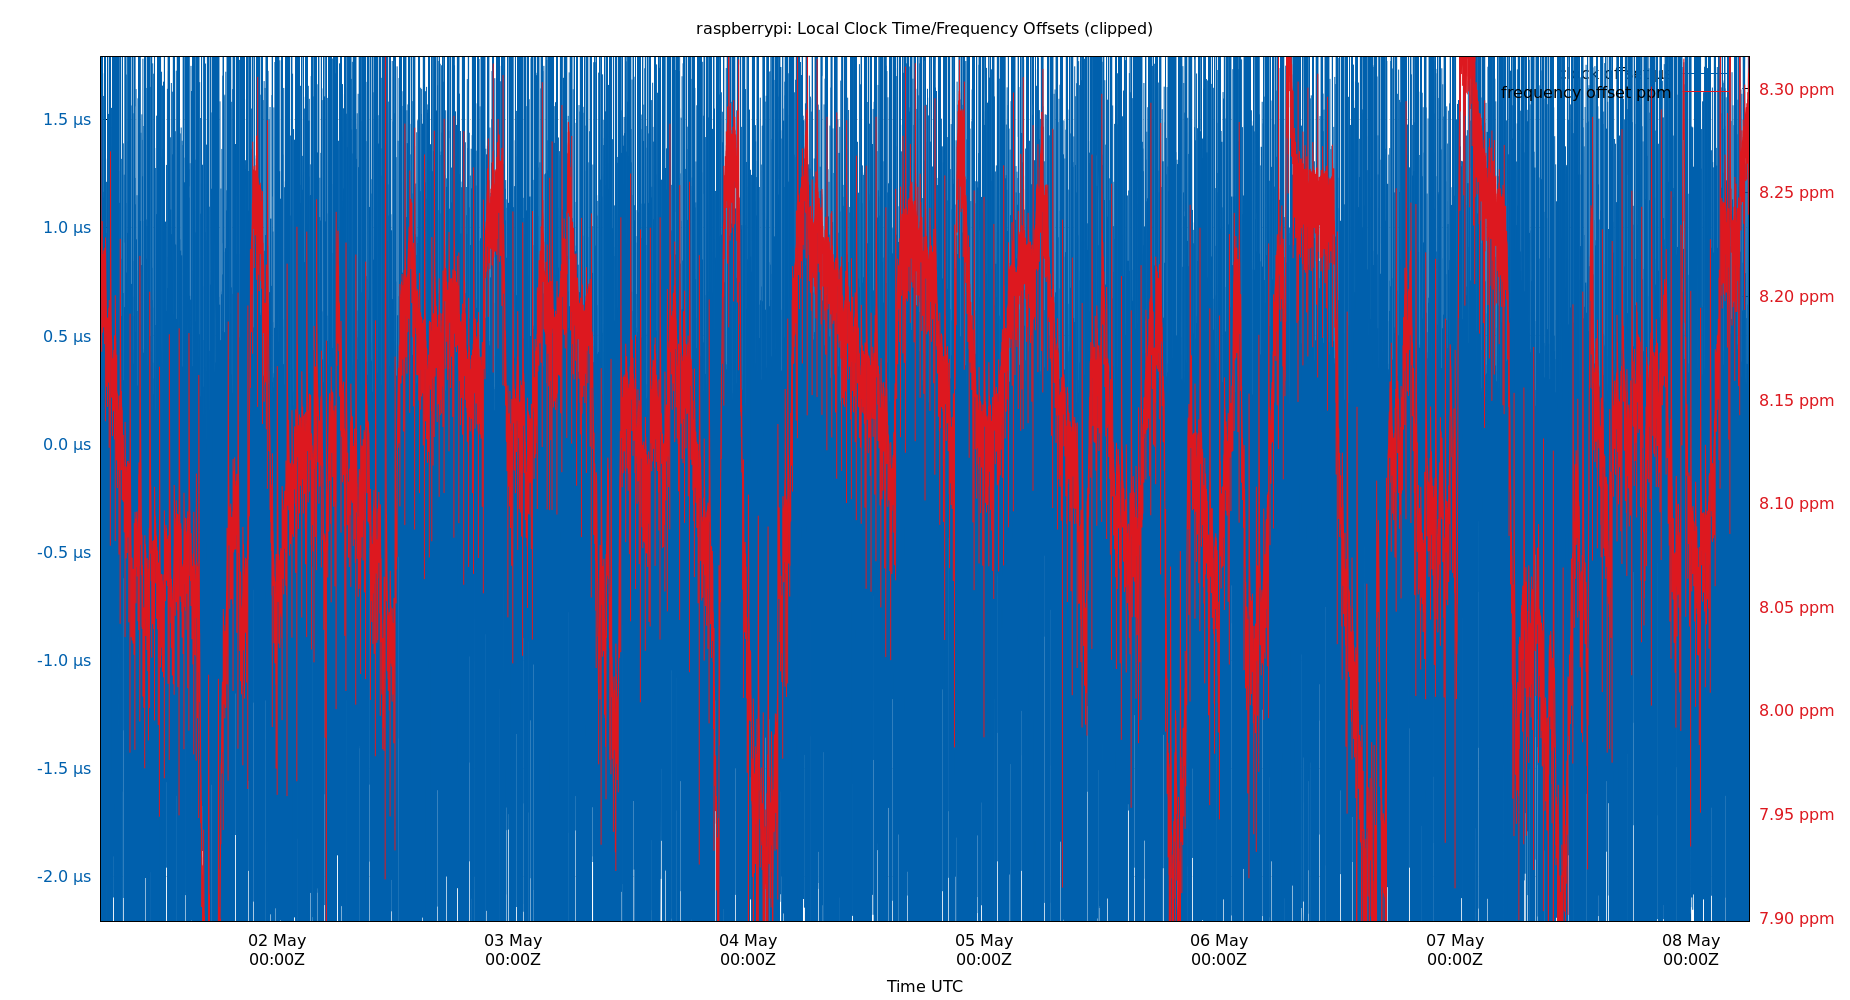 raspberrypi: Local Clock Time/Frequency Offsets (clipped)
clock offset
frequency offset ppm
1.5 µs
1.0 µs
0.5 µs
0.0 µs
-0.5 µs
-1.0 µs
-1.5 µs
-2.0 µs
8.30 ppm
8.25 ppm
8.20 ppm
8.15 ppm
8.10 ppm
8.05 ppm
8.00 ppm
7.95 ppm
7.90 ppm
02 May
00:00Z
03 May
00:00Z
04 May
00:00Z
05 May
00:00Z
06 May
00:00Z
07 May
00:00Z
08 May
00:00Z
Time UTC